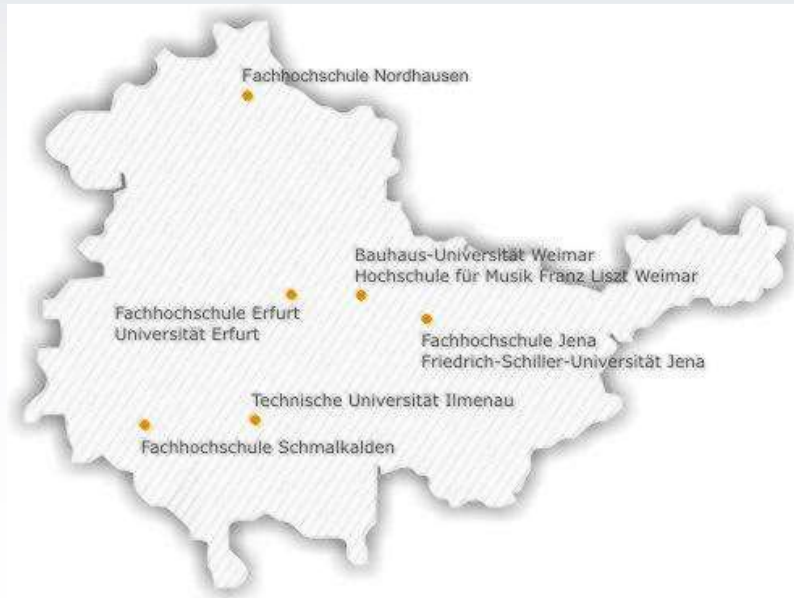 Fachhochschule Nordhausen
Bauhaus-Universität Weimar
Hochschule für Musik Franz Liszt Weimar
Fachhochschule Erfurt
Universität Erfurt
Fachhochschule Jena
Friedrich-Schiller-Universität Jena
Technische Universität Ilmenau
Fachhochschule Schmalkalden